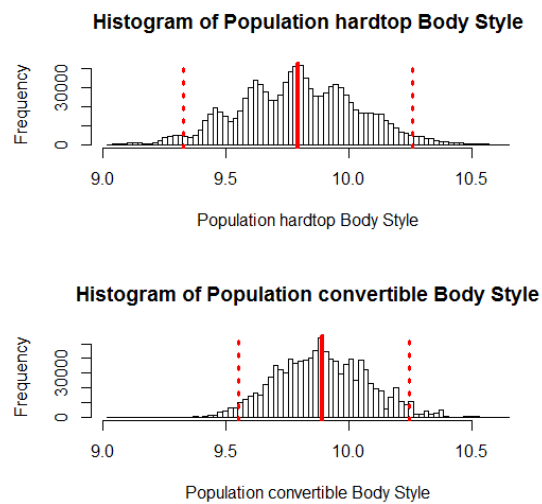 Histogram of Population hardtop Body Style
Frequency
0 30000
9.0 9.5 10.0 10.5
Population hardtop Body Style
Histogram of Population convertible Body Style
Frequency
0 30000
9.0 9.5 10.0 10.5
Population convertible Body Style